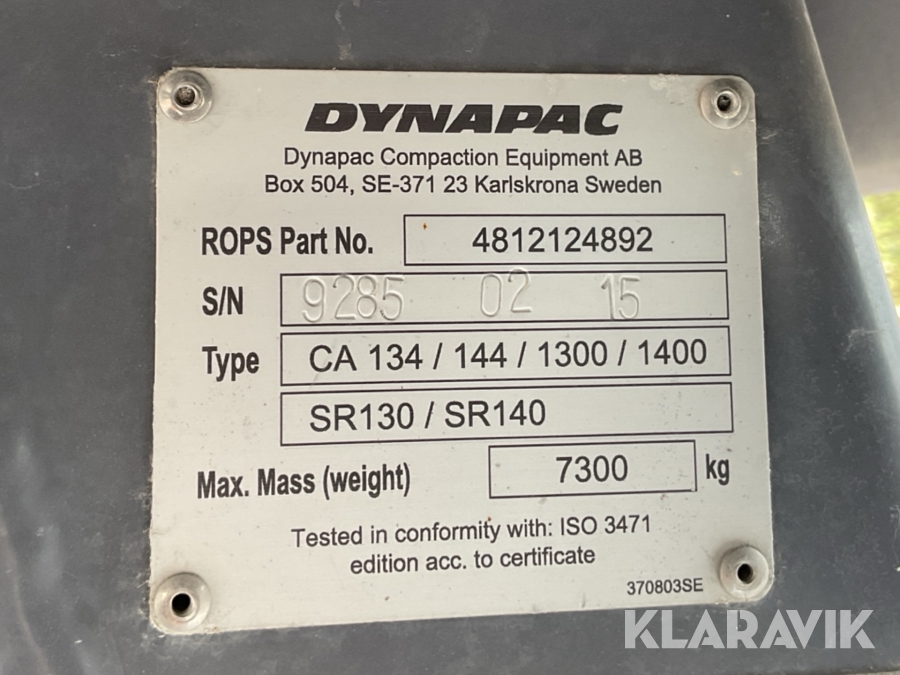 DYNAPAC
Dynapac Compaction Equipment AB
Box 504, SE-371 23 Karlskrona Sweden
ROPS Part No. 4812124892
S/N 9285 02 15
Type CA 134 / 144 / 1300 / 1400
SR130 / SR140
Max. Mass (weight) 7300 kg
Tested in conformity with: ISO 3471
edition acc. to certificate
370803SE
KLARAVIK